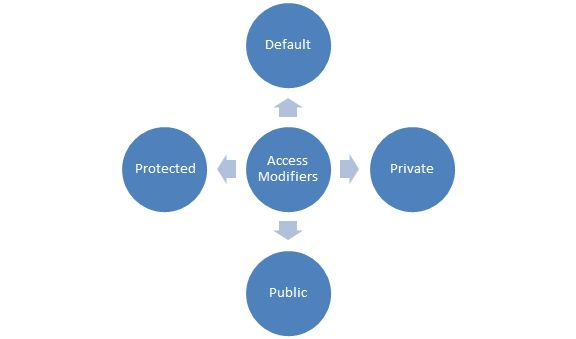 Default
Protected
Access
Modifiers
Private
Public